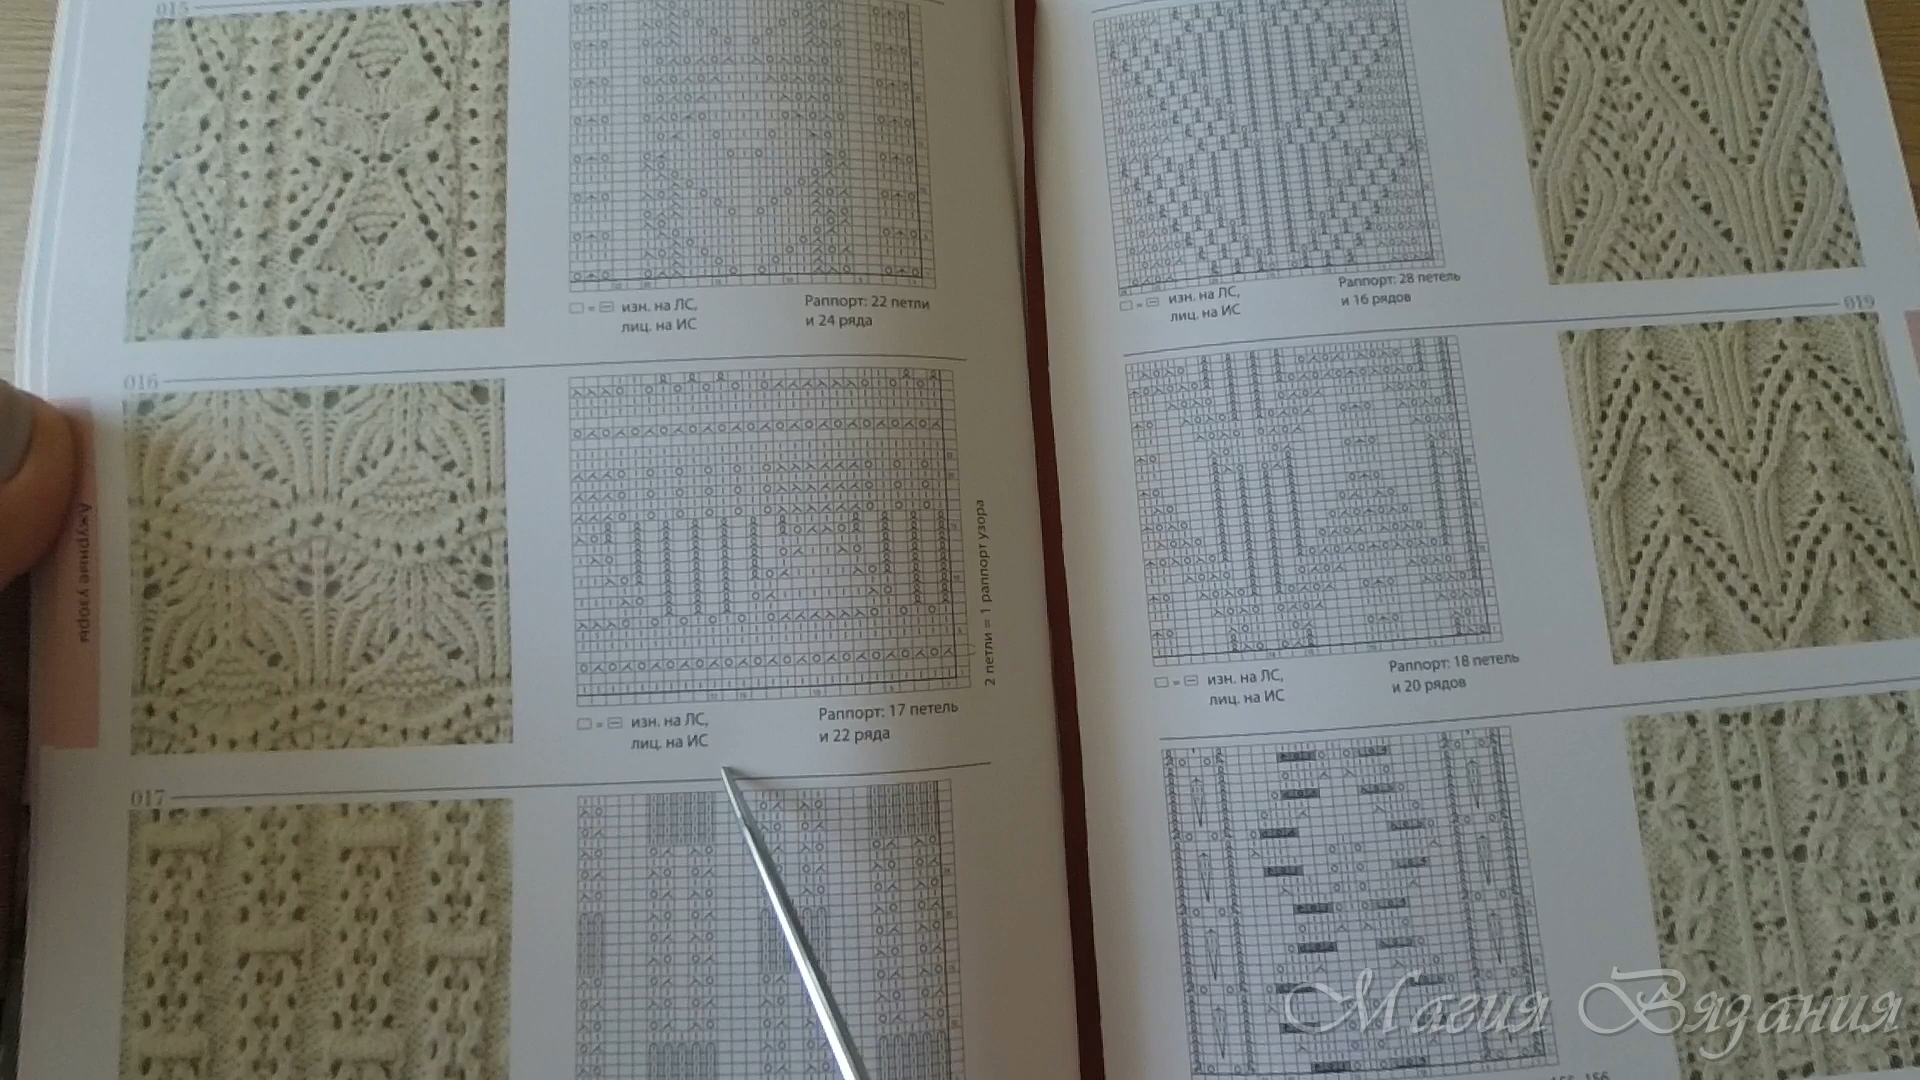 015
изн. на ЛС,
лиц. на ИС
Раппорт: 22 петли
и 24 ряда
016
2 петли = 1 раппорт узора
изн. на ЛС,
лиц. на ИС
Раппорт: 17 петель
и 22 ряда
017
Ажурные узоры
изн. на ЛС,
лиц. на ИС
Раппорт: 28 петель
и 16 рядов
019
изн. на ЛС,
лиц. на ИС
Раппорт: 18 петель
и 20 рядов
Магия Вязания